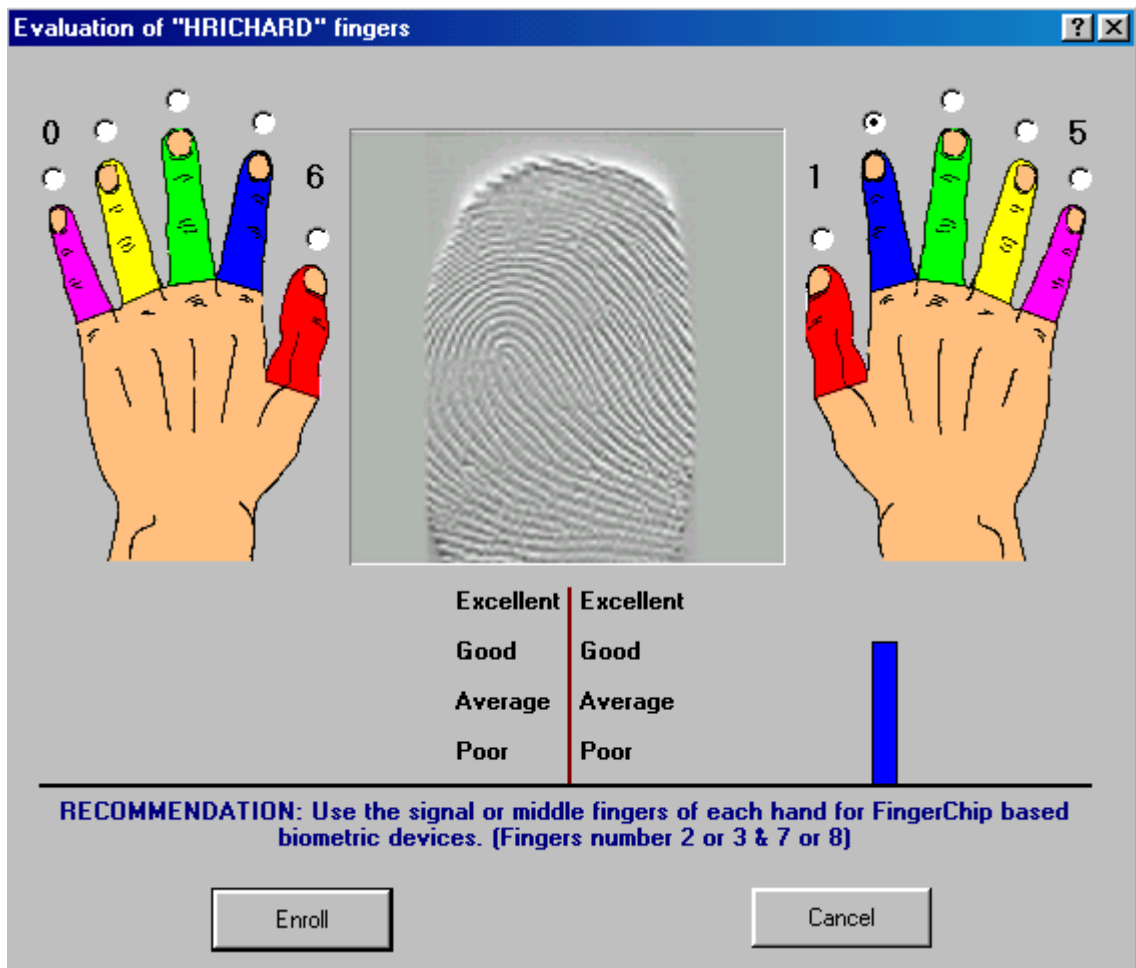 Evaluation of "HRICHARD" fingers
0
6
1
5
Excellent Excellent
Good Good
Average Average
Poor Poor
RECOMMENDATION: Use the signal or middle fingers of each hand for FingerChip based
biometric devices. (Fingers number 2 or 3 & 7 or 8)
Enroll
Cancel